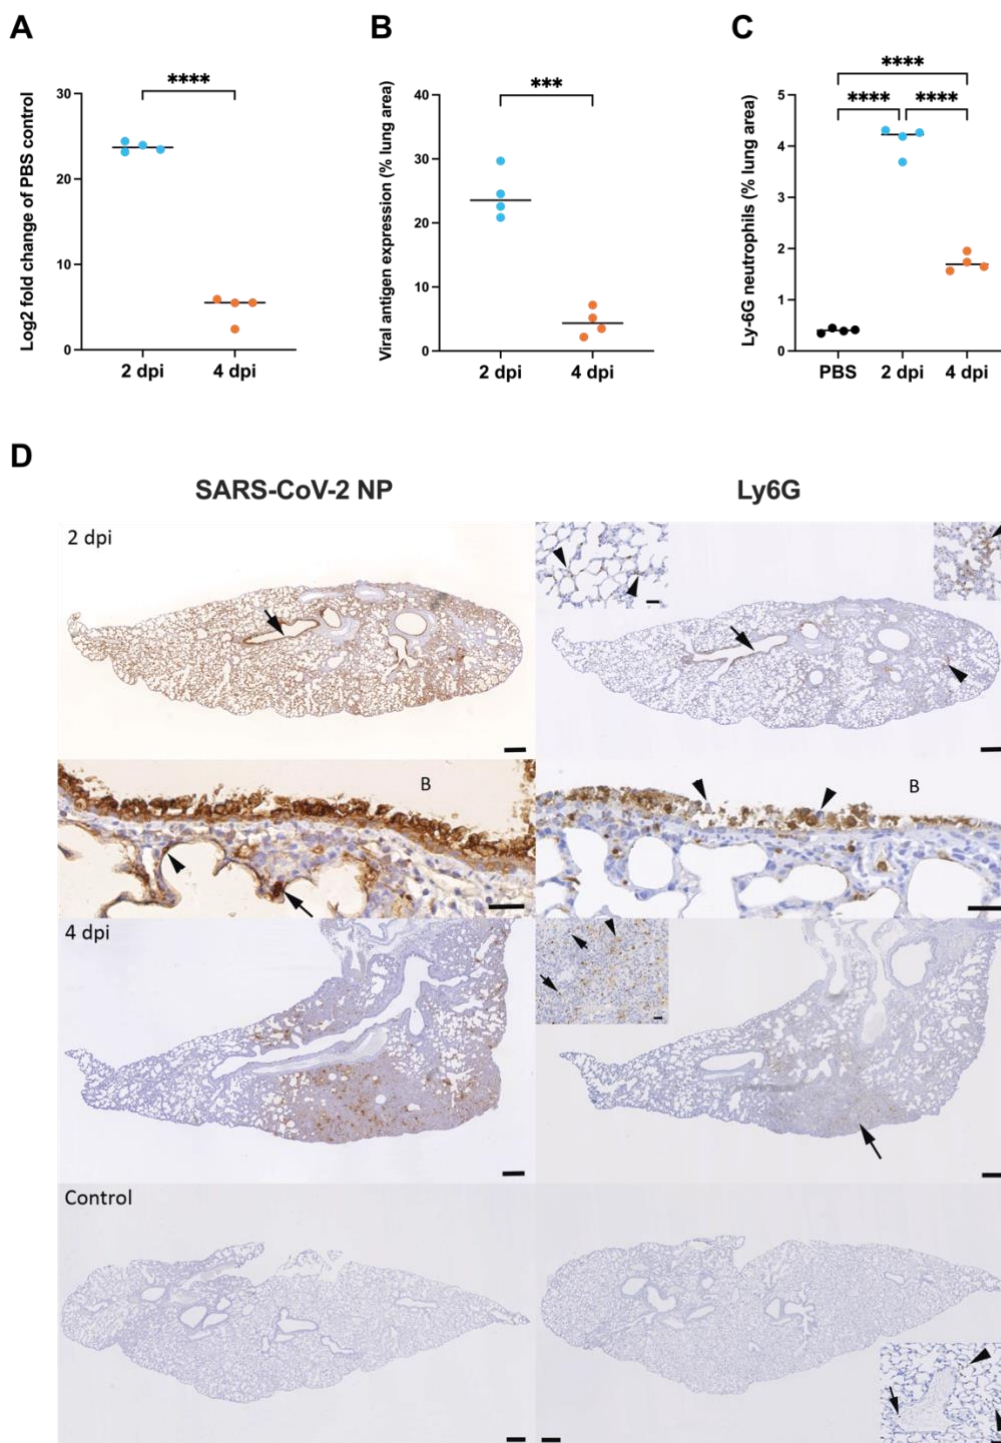 A
B
C
****
30
20
10
0
Log2 fold change of PBS control
2 dpi
4 dpi
***
40
30
20
10
0
Viral antigen expression (% lung area)
2 dpi
4 dpi
****
****
****
5
4
3
2
1
0
Ly-6G neutrophils (% lung area)
PBS
2 dpi
4 dpi
D
SARS-CoV-2 NP
Ly6G
2 dpi
B
B
4 dpi
Control